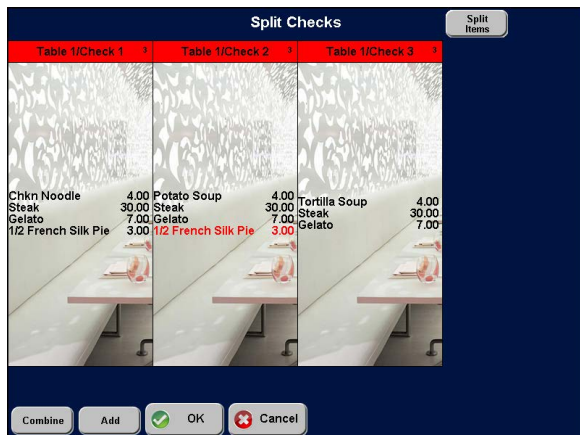 Split Checks
Split
Items
Table 1/Check 1 3
Table 1/Check 2 3
Table 1/Check 3 3
Chkn Noodle 4.00
Steak 30.00
Gelato 7.00
1/2 French Silk Pie 3.00
Potato Soup 4.00
Steak 30.00
Gelato 7.00
1/2 French Silk Pie 3.00
Tortilla Soup 4.00
Steak 30.00
Gelato 7.00
Combine
Add
OK
Cancel